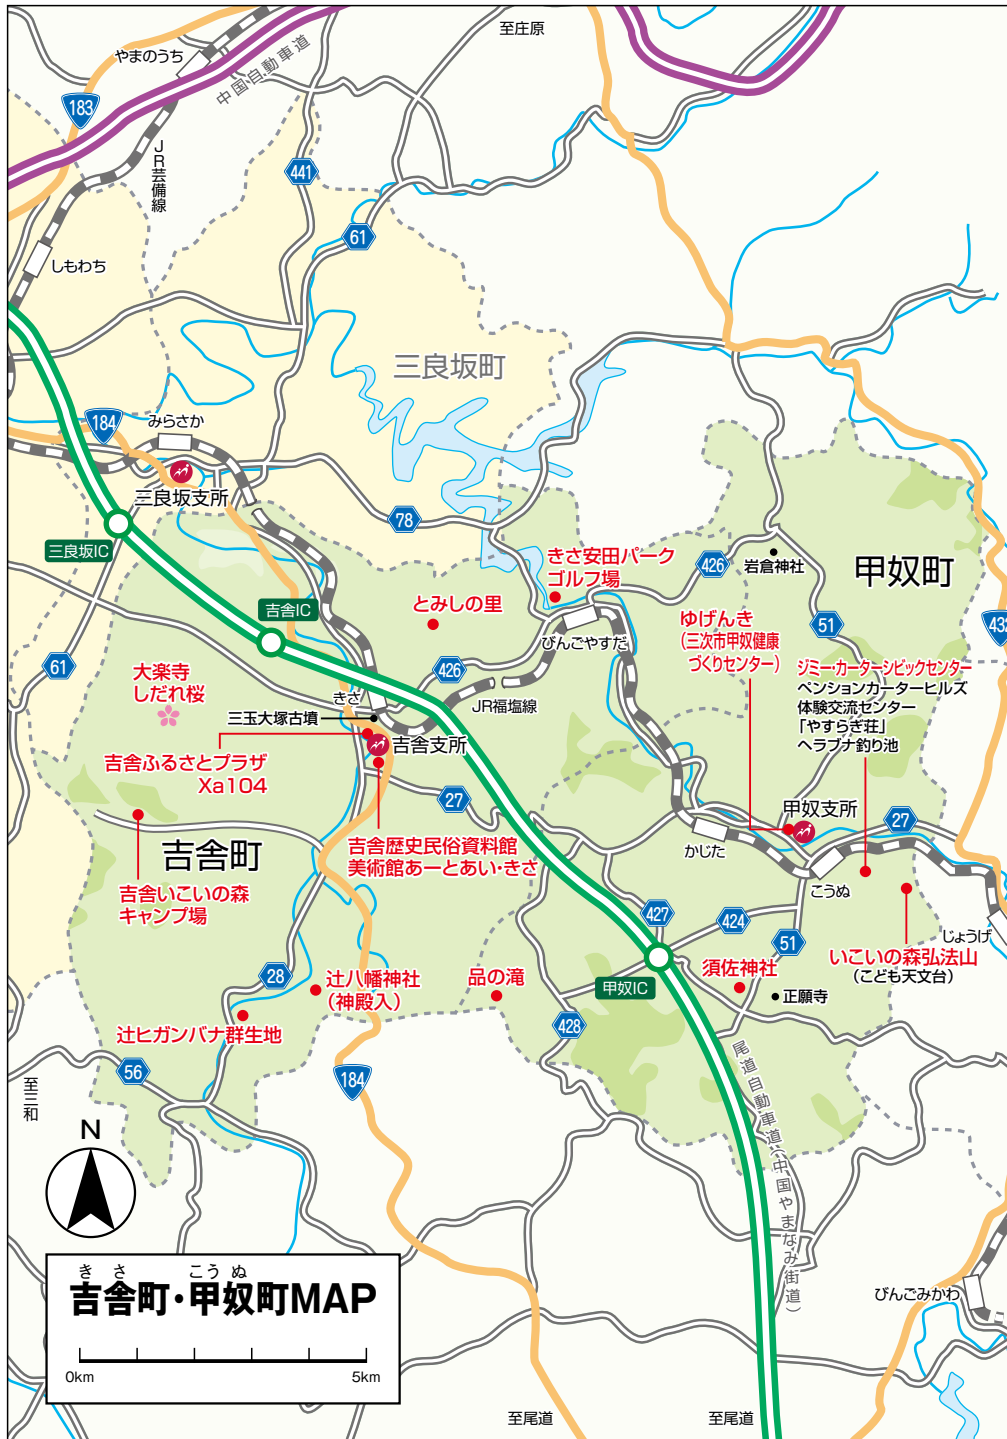 至庄原
やまのうち
中国自動車道
183
JR芸備線
441
61
しもわち
三良坂町
184
みらさか
三良坂支所
78
三良坂IC
きさ安田パーク
ゴルフ場
426
岩倉神社
甲奴町
吉舎IC
とみしの里
びんごやすだ
ゆげんき
(三次市甲奴健康
づくりセンター)
51
432
61
大楽寺
しだれ桜
426
きさ
JR福塩線
ジミー・カーターシビックセンター
ペンションカーターヒルズ
体験交流センター
「やすらぎ荘」
ヘラブナ釣り池
三玉大塚古墳
吉舎支所
吉舎ふるさとプラザ
Xa104
27
甲奴支所
27
かじた
吉舎町
吉舎歴史民俗資料館
美術館あーとあい・きさ
こうぬ
吉舎いこいの森
キャンプ場
427
424
51
じょうげ
いこいの森弘法山
(こども天文台)
28
辻八幡神社
(神殿入)
品の滝
甲奴IC
須佐神社
正願寺
辻ヒガンバナ群生地
428
56
184
至三和
尾道自動車道(中国やまなみ街道)
N
びんごみかわ
きさ こうぬ
吉舎町・甲奴町MAP
0km 5km
至尾道
至尾道